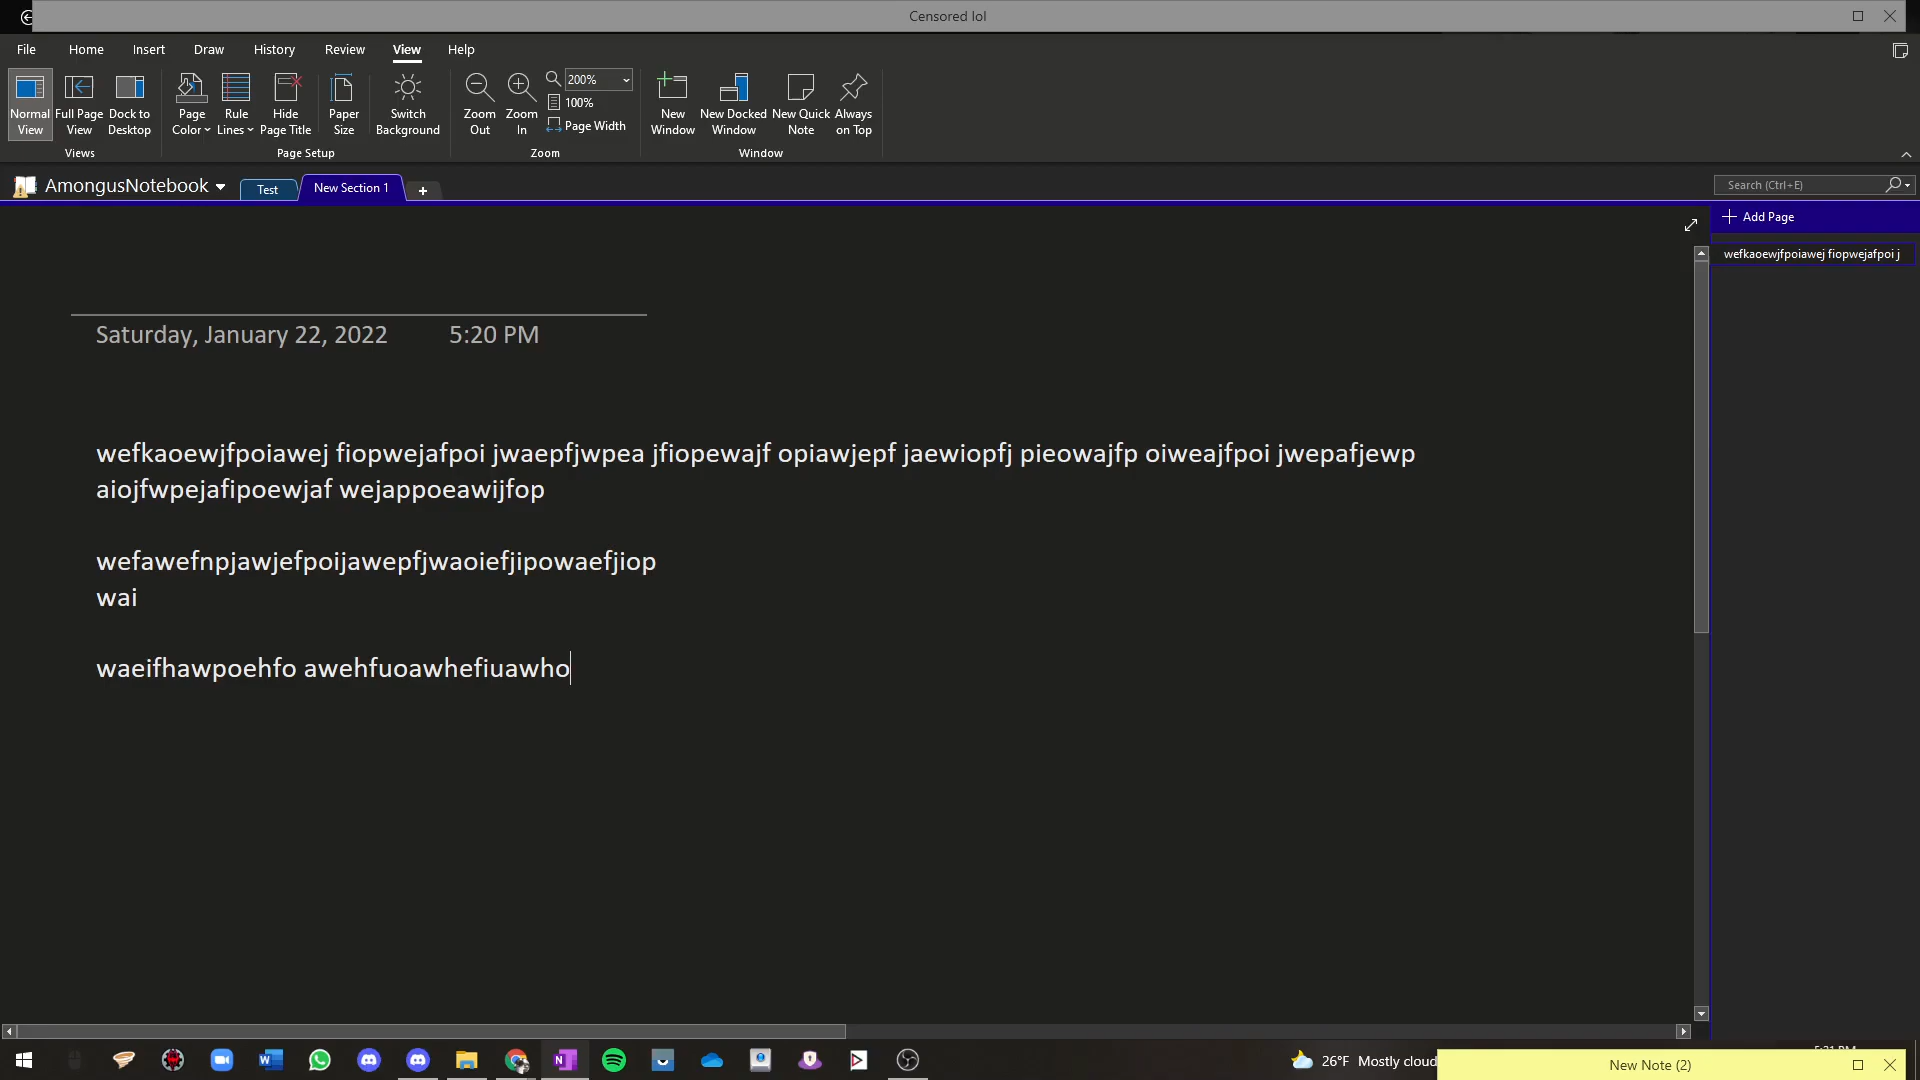 Censored lol
File Home Insert Draw History Review View Help
Normal View
Full Page View
Dock to Desktop
Views
Page Color
Rule Lines
Hide Page Title
Paper Size
Switch Background
Page Setup
Zoom Out
Zoom In
200%
100%
Page Width
Zoom
New Window
New Docked Window
New Quick Note
Always on Top
Window
AmongusNotebook Test New Section 1 +
Search (Ctrl+E)
Add Page
wefkaoewjfpoiawej fiopwejafpoi j
Saturday, January 22, 2022 5:20 PM
wefkaoewjfpoiawej fiopwejafpoi jwaepfjwpea jfiopewajf opiawjepf jaewiopfj pieowajfp oiweajfpoi jwepafjewp
aiojfwpejafipoewjaf wejappoeawijfop
wefawefnpjawjefpoijawepfjwaoiefjipowaefjiop
wai
waeifhawpoehfo awehfuoawhefiuawho
26°F Mostly cloud
New Note (2)